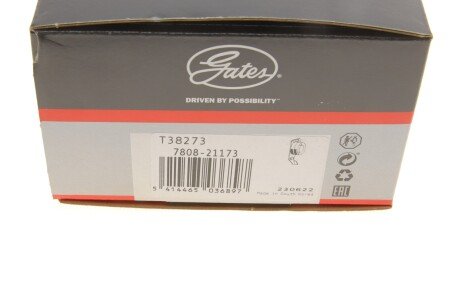 Gates
DRIVEN BY POSSIBILITY™
T38273
7808-21173
5 414465 036897
230622
Made in South Korea
EAC